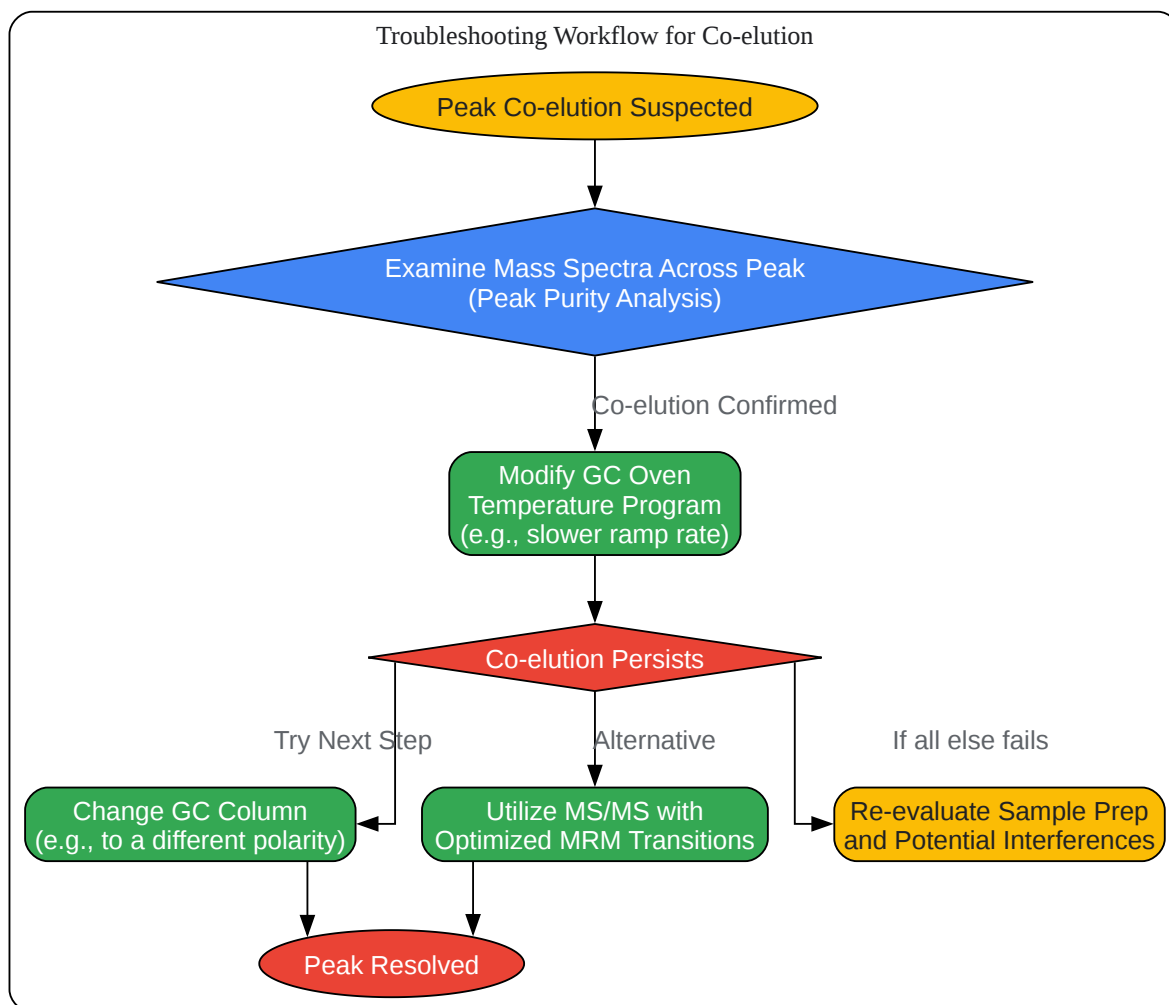 Troubleshooting Workflow for Co-elution
Peak Co-elution Suspected
Examine Mass Spectra Across Peak
(Peak Purity Analysis)
Co-elution Confirmed
Modify GC Oven
Temperature Program
(e.g., slower ramp rate)
Co-elution Persists
Try Next Step
Alternative
If all else fails
Change GC Column
(e.g., to a different polarity)
Utilize MS/MS with
Optimized MRM Transitions
Re-evaluate Sample Prep
and Potential Interferences
Peak Resolved